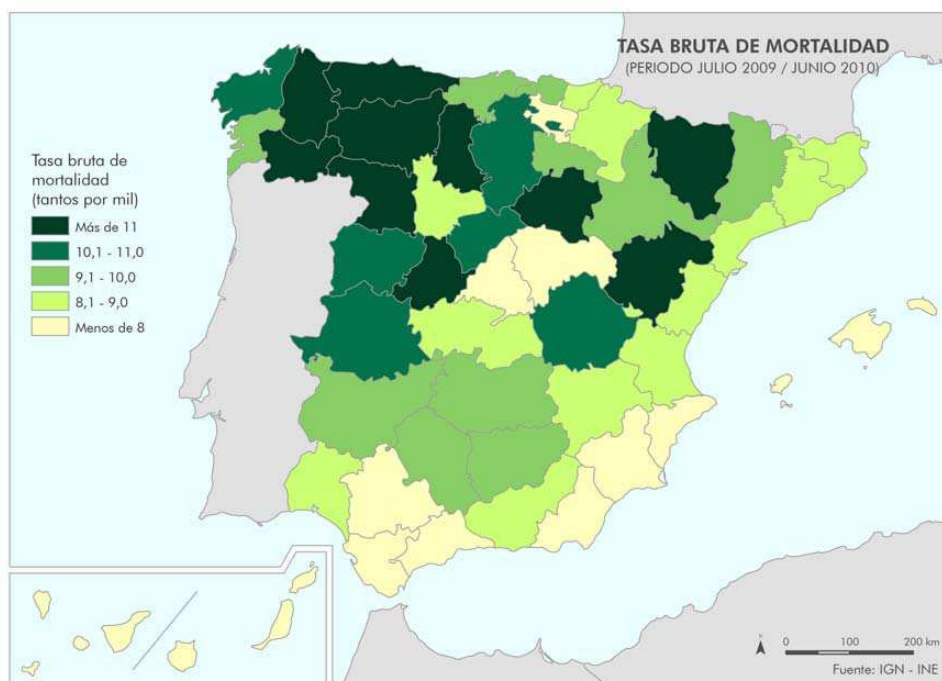 TASA BRUTA DE MORTALIDAD
(PERIODO JULIO 2009 / JUNIO 2010)
Tasa bruta de
mortalidad
(tantos por mil)
Más de 11
10,1 - 11,0
9,1 - 10,0
8,1 - 9,0
Menos de 8
N
0 100 200 km
Fuente: IGN - INE